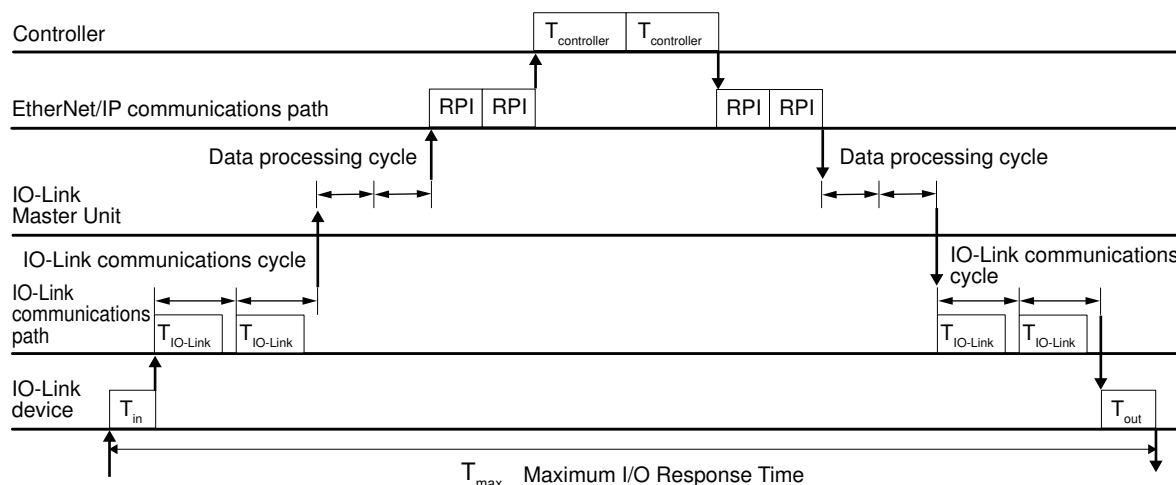 Controller
T controller T controller
EtherNet/IP communications path
RPI RPI
RPI RPI
Data processing cycle
Data processing cycle
IO-Link
Master Unit
IO-Link communications cycle
IO-Link communications
cycle
IO-Link
communications
path
T IO-Link T IO-Link
T IO-Link T IO-Link
IO-Link
device
T in
T out
T max Maximum I/O Response Time